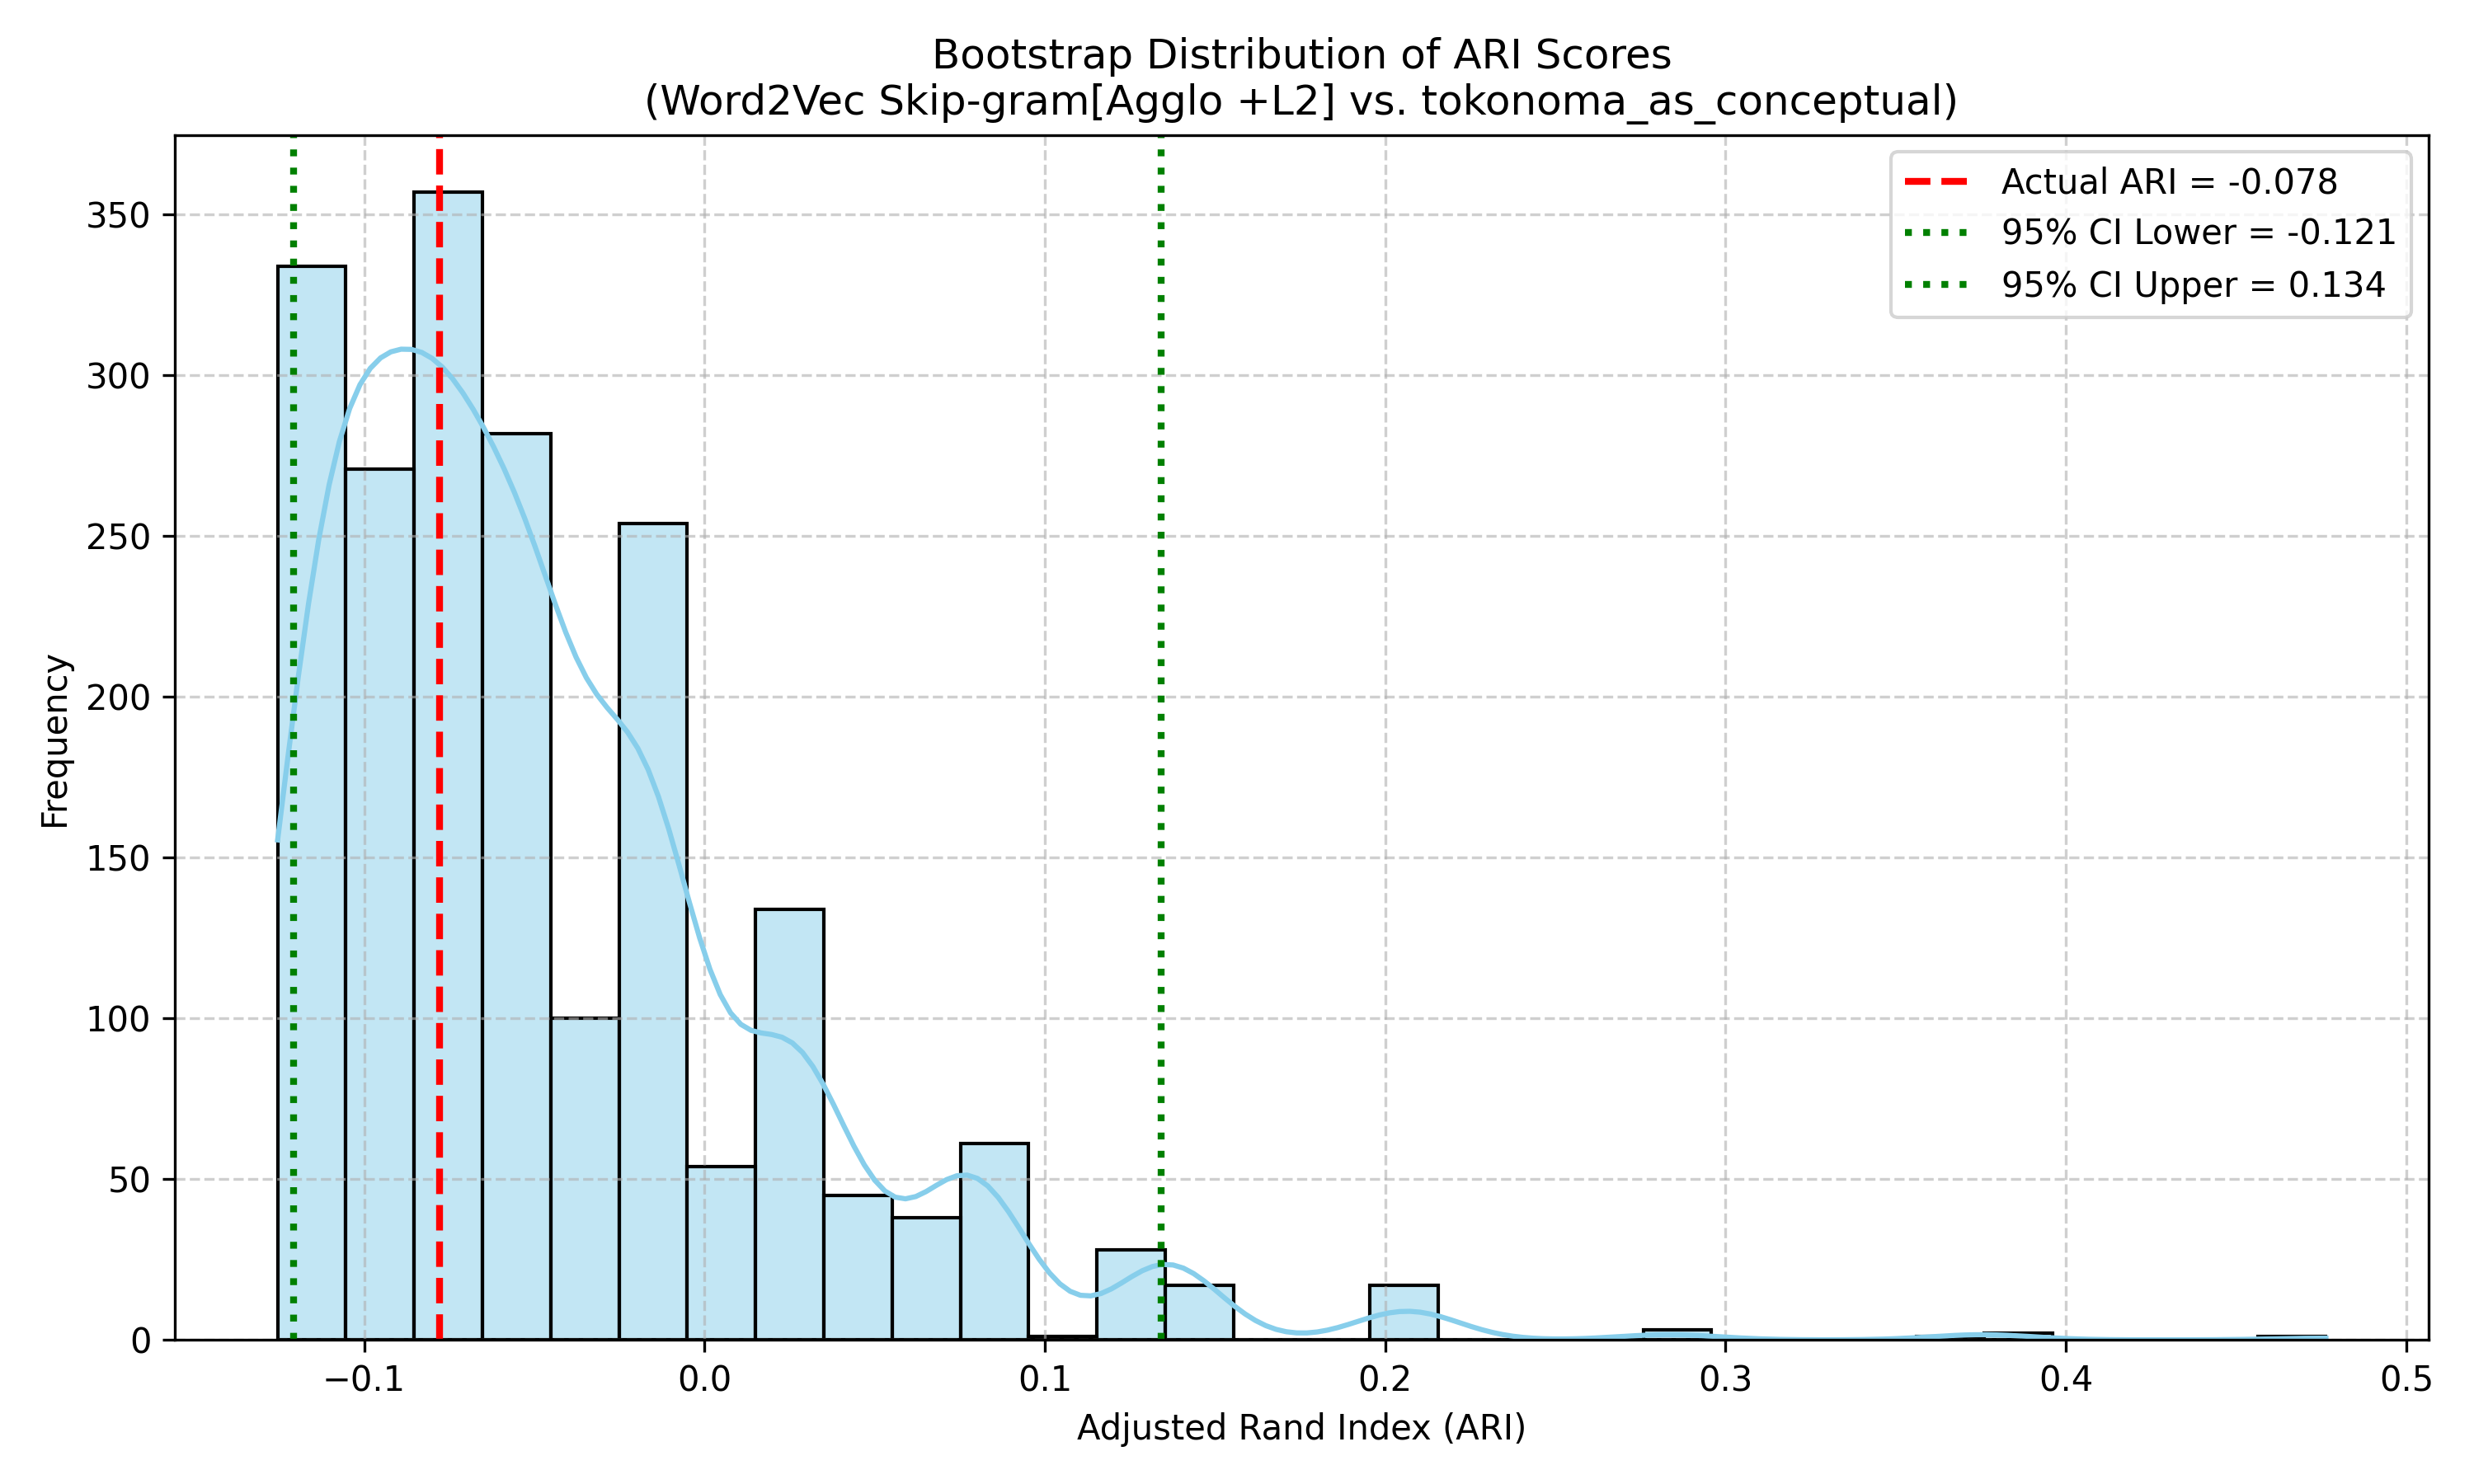 Bootstrap Distribution of ARI Scores
(Word2Vec Skip-gram[Agglo +L2] vs. tokonoma_as_conceptual)
Actual ARI = -0.078
95% CI Lower = -0.121
95% CI Upper = 0.134
Frequency
350
300
250
200
150
100
50
0
−0.1
0.0
0.1
0.2
0.3
0.4
0.5
Adjusted Rand Index (ARI)